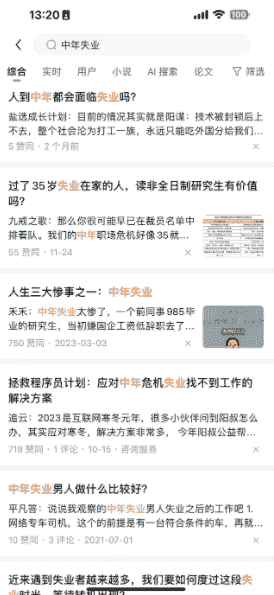 13:20
100
中年失业
综合 实时 用户 小说 AI 搜索 论文 筛选
人到中年都会面临失业吗?
盐选成长计划: 目前的情况其实就是阳谋: 技术被封锁后上
不去，整个社会沦为打工一族，永远只能吃外国分给我们...
5 赞同 · 2 个月前
过了 35 岁失业在家的人，读非全日制研究生有价值
吗?
九戒之歌: 那么你很可能早已在裁员名单中
排着队。我们的中年职场危机好像35就...
55 赞同 · 11-24
人生三大惨事之一: 中年失业
禾禾: 中年失业太惨了，一个前同事985毕
业的研究生，当初嫌国企工资低辞职去了...
750 赞同 · 2023-03-03
拯救程序员计划: 应对中年危机失业找不到工作的
解决方案
追云: 2023是互联网寒冬元年，很多小伙伴问到阳叔怎么
办，其实应对寒冬，解决方案非常多， 今年阳叔公益帮...
718 赞同 · 1 评论 · 10-15 · 咨询服务
中年失业男人做什么比较好?
平凡答: 说说我观察的中年失业男人失业之后的工作吧 1.
网络专车司机，这个的前提是有一台符合条件的车，再就...
10 赞同 · 3 评论 · 2021-07-01
近来遇到失业者越来越多，我们要如何度过这段失